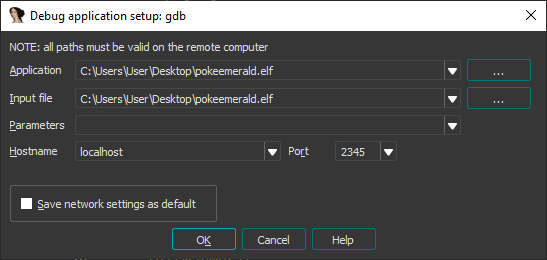 Debug application setup: gdb
NOTE: all paths must be valid on the remote computer
Application C:\Users\User\Desktop\pokeemerald.elf ...
Input file C:\Users\User\Desktop\pokeemerald.elf ...
Parameters
Hostname localhost Port 2345
Save network settings as default
OK Cancel Help